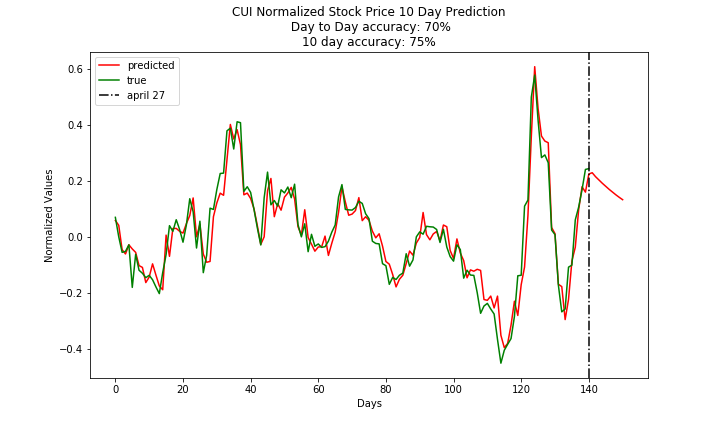 CUI Normalized Stock Price 10 Day Prediction
Day to Day accuracy: 70%
10 day accuracy: 75%
predicted
true
april 27
Normalized Values
0.6
0.4
0.2
0.0
−0.2
−0.4
0
20
40
60
80
100
120
140
Days